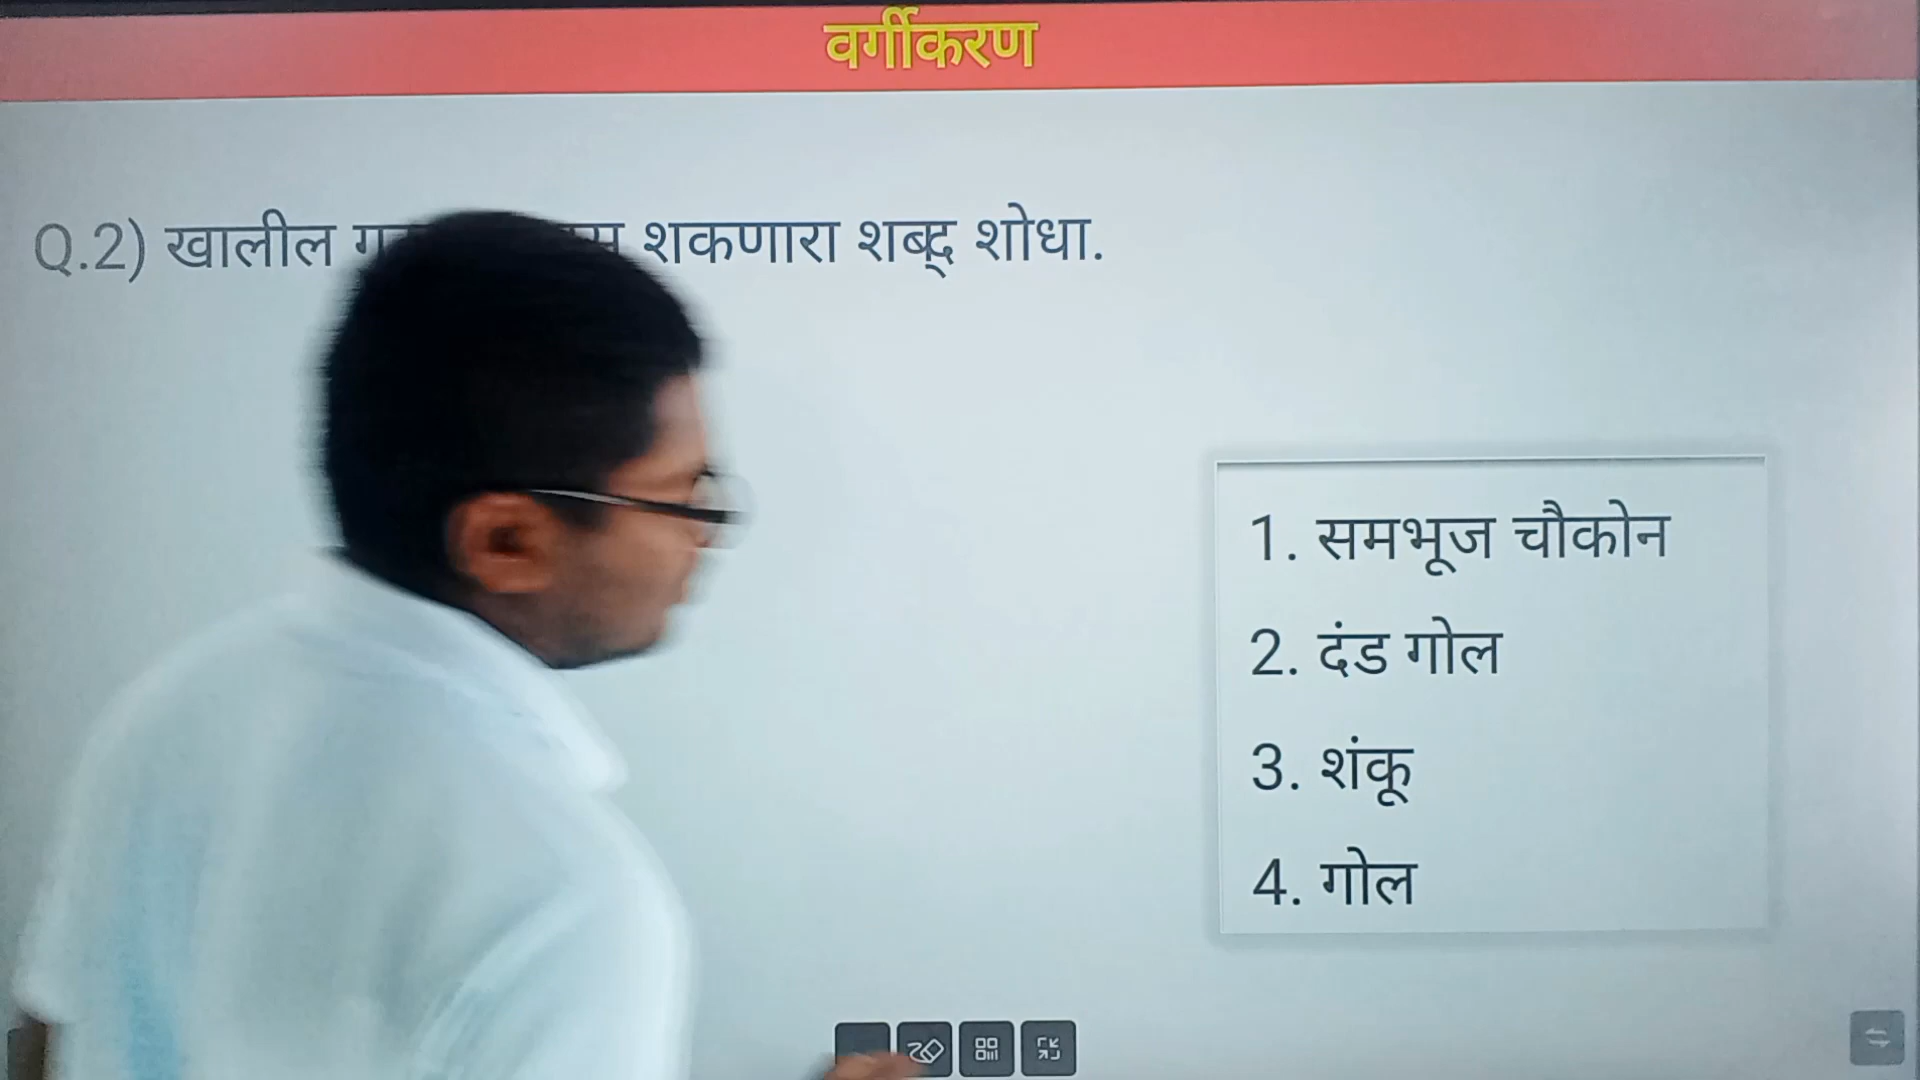 वर्गीकरण
Q.2) खालील शकणारा शब्द शोधा.
1. समभूज चौकोन
2. दंड गोल
3. शंकू
4. गोल